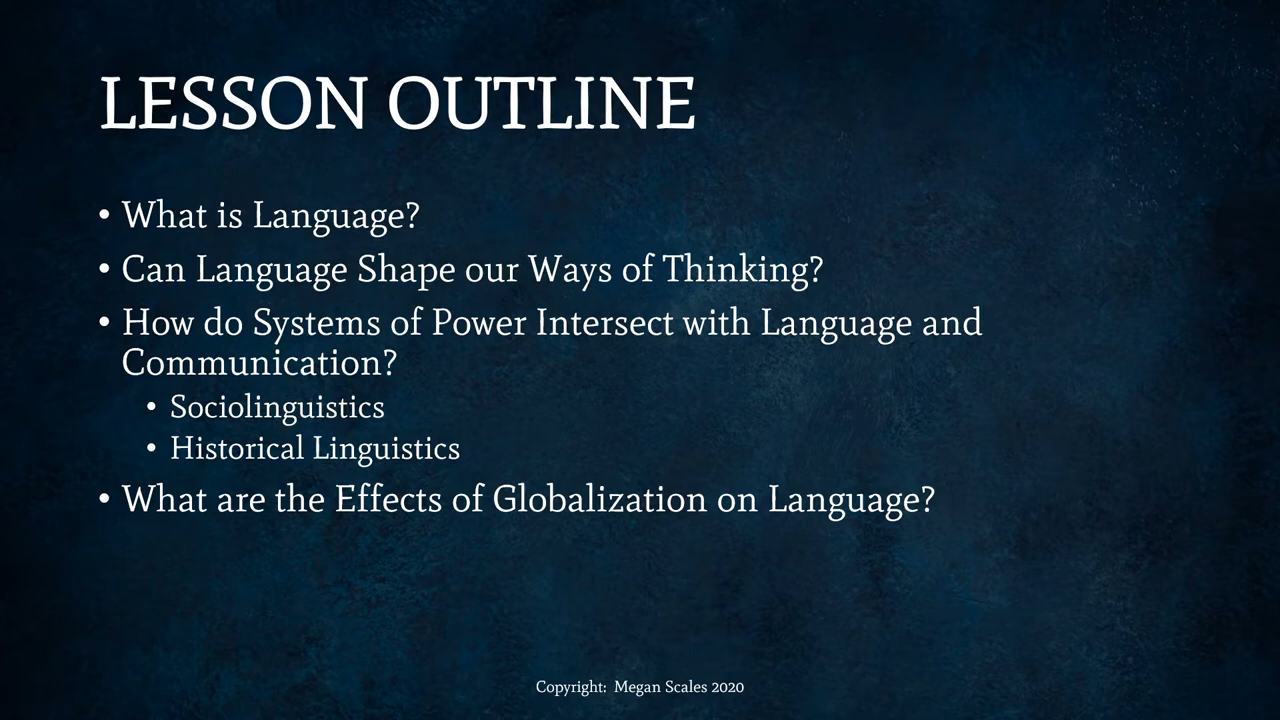 LESSON OUTLINE
• What is Language?
• Can Language Shape our Ways of Thinking?
• How do Systems of Power Intersect with Language and
Communication?
• Sociolinguistics
• Historical Linguistics
• What are the Effects of Globalization on Language?
Copyright: Megan Scales 2020